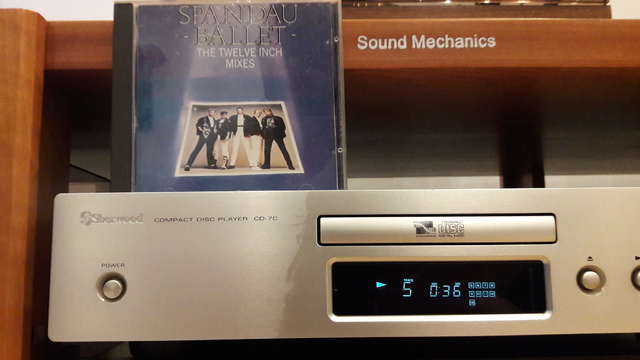 SPANDAU
- BALLET -
THE TWELVE INCH
MIXES
Sound Mechanics
Sherwood COMPACT DISC PLAYER CD-7C
disc
POWER
TRACK
5 0:36